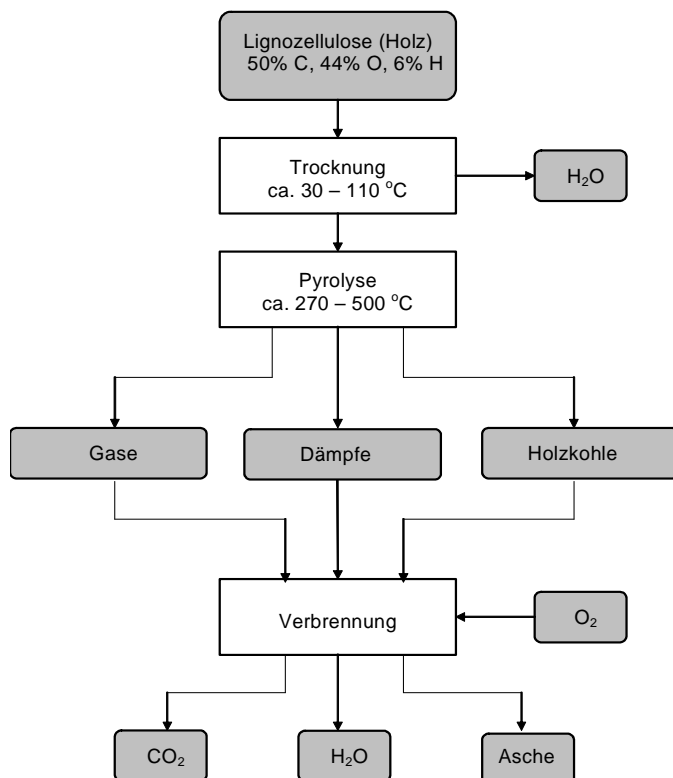 Lignozellulose (Holz)
50% C, 44% O, 6% H
Trocknung
ca. 30 – 110 °C
H₂O
Pyrolyse
ca. 270 – 500 °C
Gase
Dämpfe
Holzkohle
Verbrennung
O₂
CO₂
H₂O
Asche